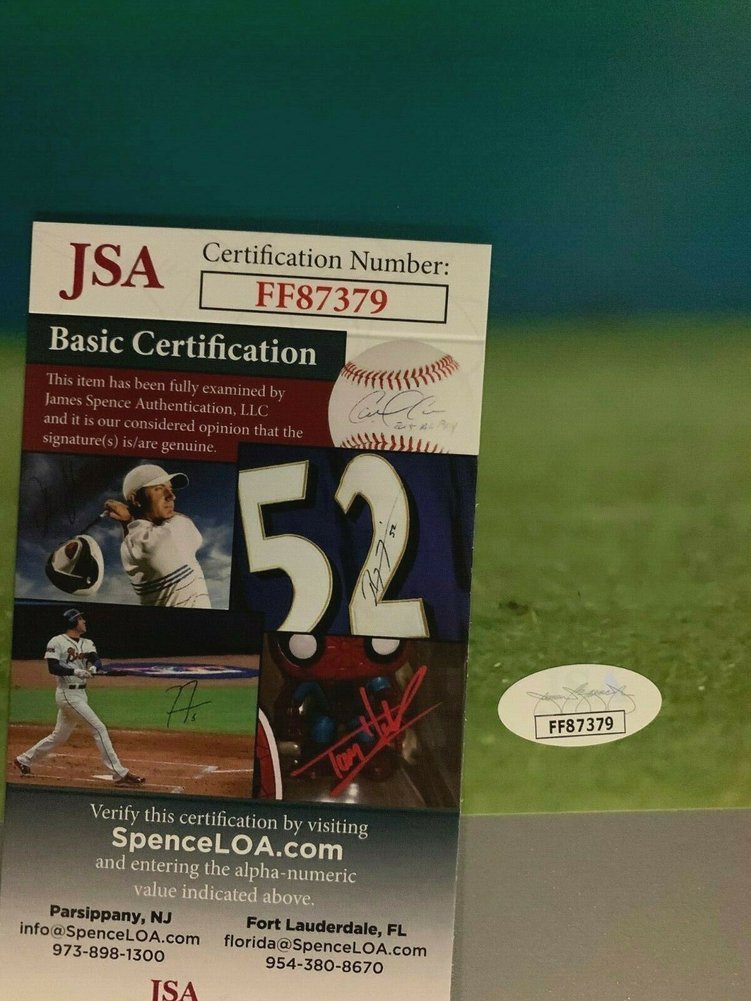 JSA
Certification Number:
FF87379
Basic Certification
This item has been fully examined by
James Spence Authentication, LLC
and it is our considered opinion that the
signature(s) is/are genuine.
52
52
Tom
FF87379
Verify this certification by visiting
SpenceLOA.com
and entering the alpha-numeric
value indicated above.
Parsippany, NJ
info@SpenceLOA.com
973-898-1300
Fort Lauderdale, FL
florida@SpenceLOA.com
954-380-8670
JSA